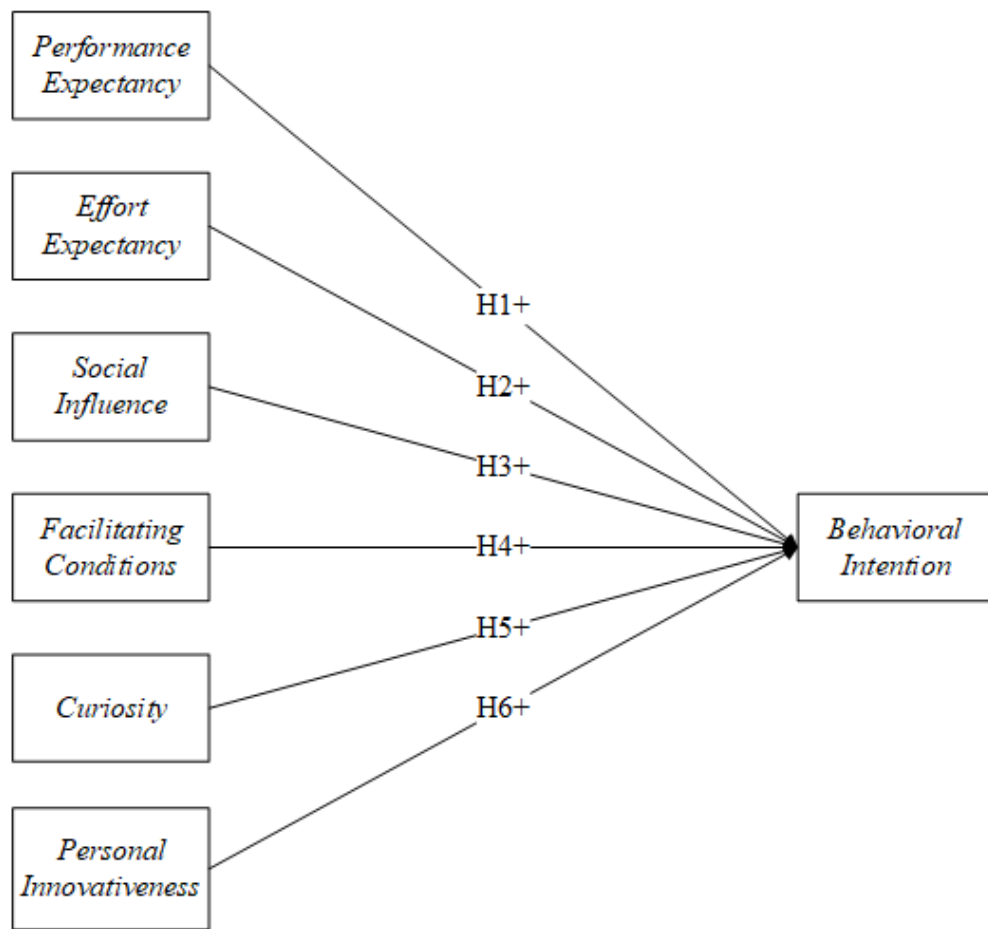 Performance
Expectancy
Effort
Expectancy
H1+
H2+
Social
Influence
H3+
Facilitating
Conditions
H4+
Behavioral
Intention
H5+
Curiosity
H6+
Personal
Innovativeness